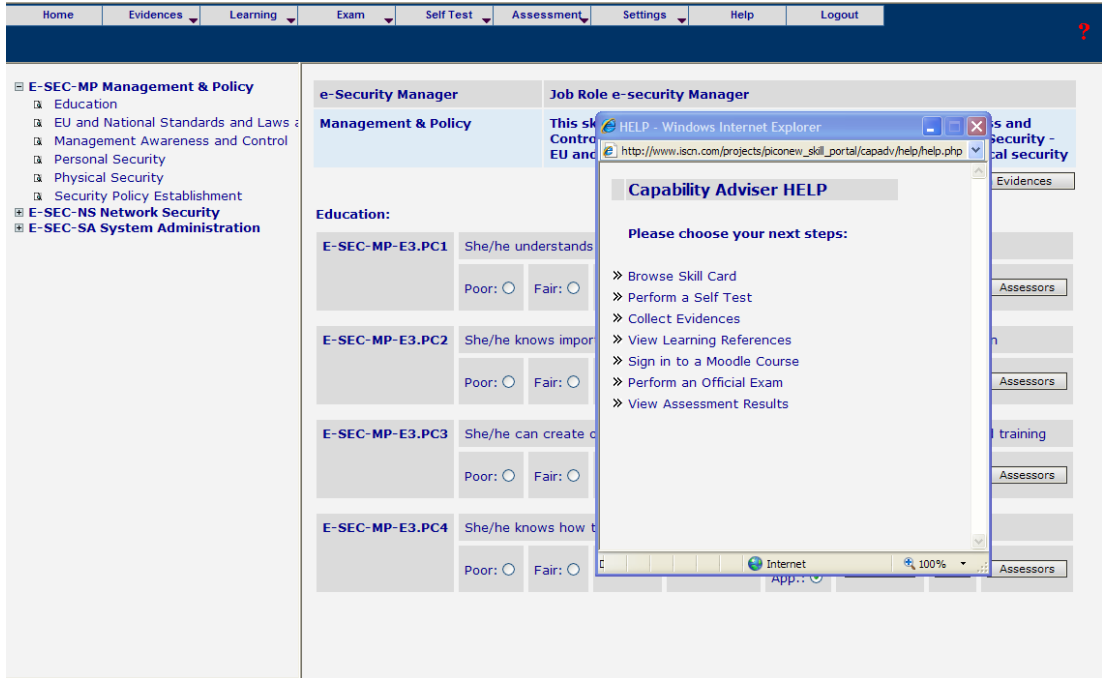 Home Evidences Learning Exam Self Test Assessment Settings Help Logout
?
E-SEC-MP Management & Policy
Education
EU and National Standards and Laws
Management Awareness and Control
Personal Security
Physical Security
Security Policy Establishment
E-SEC-NS Network Security
E-SEC-SA System Administration
e-Security Manager Job Role e-security Manager
Management & Policy This
Contro
EU and
s and
Security -
cal security
Evidences
Education:
E-SEC-MP-E3.PC1 She/he understands
Poor: Fair: Assessors
E-SEC-MP-E3.PC2 She/he knows impor
Poor: Fair: Assessors
E-SEC-MP-E3.PC3 She/he can create training
Poor: Fair: Assessors
E-SEC-MP-E3.PC4 She/he knows how
Poor: Fair: App.: Assessors
HELP - Windows Internet Explorer
http://www.iscn.com/projects/piconew_skill_portal/capadv/help/help.php
Capability Adviser HELP
Please choose your next steps:
» Browse Skill Card
» Perform a Self Test
» Collect Evidences
» View Learning References
» Sign in to a Moodle Course
» Perform an Official Exam
» View Assessment Results
Internet 100%